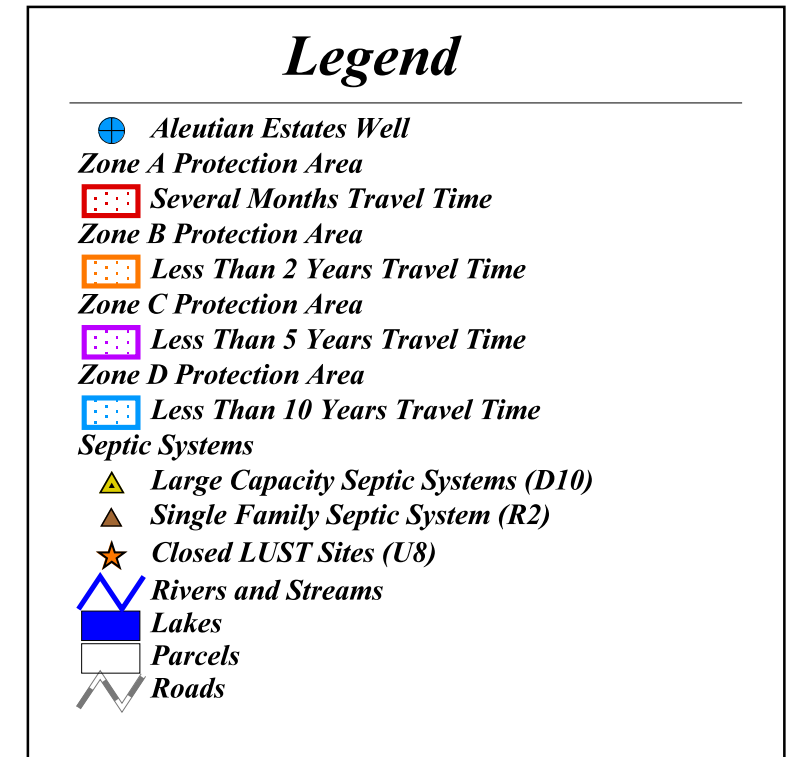 Legend
Aleutian Estates Well
Zone A Protection Area
Several Months Travel Time
Zone B Protection Area
Less Than 2 Years Travel Time
Zone C Protection Area
Less Than 5 Years Travel Time
Zone D Protection Area
Less Than 10 Years Travel Time
Septic Systems
Large Capacity Septic Systems (D10)
Single Family Septic System (R2)
Closed LUST Sites (U8)
Rivers and Streams
Lakes
Parcels
Roads